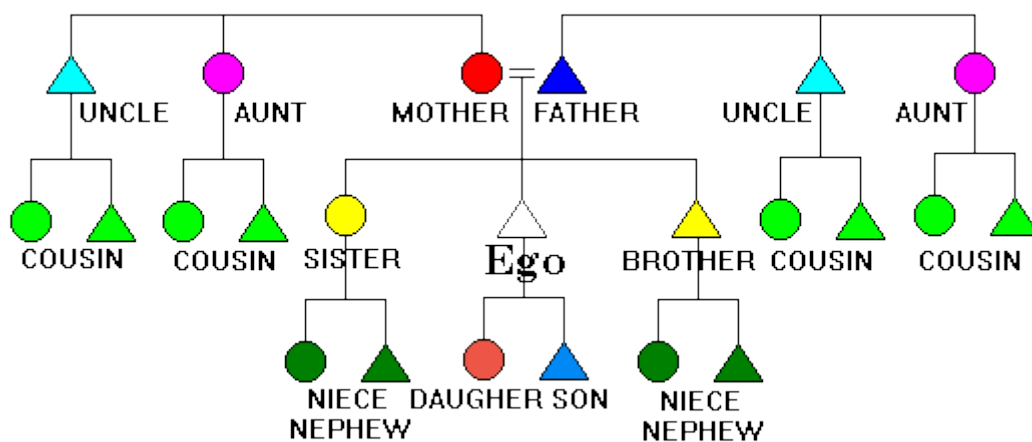 UNCLE AUNT MOTHER FATHER UNCLE AUNT
COUSIN COUSIN SISTER Ego BROTHER COUSIN COUSIN
NIECE DAUGHER SON NIECE
NEPHEW NEPHEW